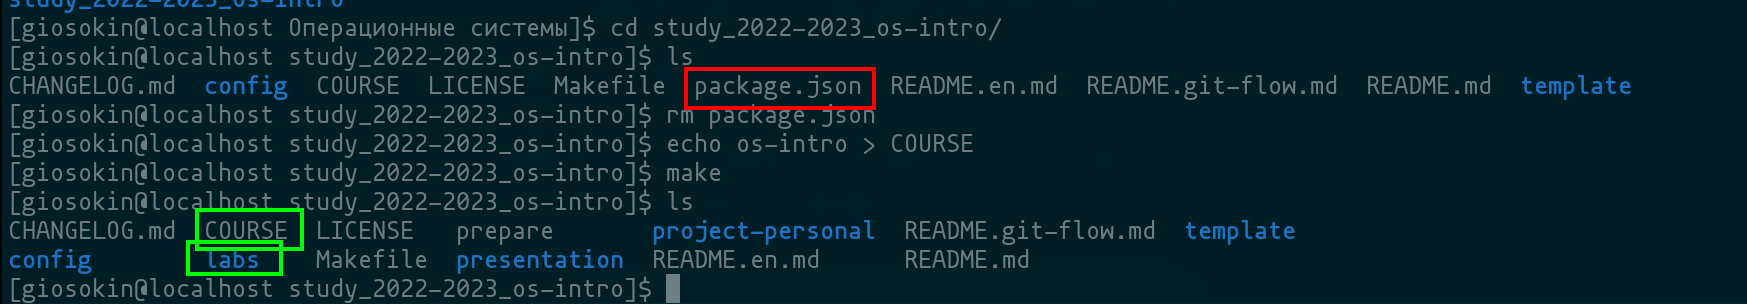 study_2022-2023_os-intro
[giosokin@localhost Операционные системы]$ cd study_2022-2023_os-intro/
[giosokin@localhost study_2022-2023_os-intro]$ ls
CHANGELOG.md config COURSE LICENSE Makefile package.json README.en.md README.git-flow.md README.md template
[giosokin@localhost study_2022-2023_os-intro]$ rm package.json
[giosokin@localhost study_2022-2023_os-intro]$ echo os-intro > COURSE
[giosokin@localhost study_2022-2023_os-intro]$ make
[giosokin@localhost study_2022-2023_os-intro]$ ls
CHANGELOG.md COURSE LICENSE prepare project-personal README.git-flow.md template
config labs Makefile presentation README.en.md README.md
[giosokin@localhost study_2022-2023_os-intro]$